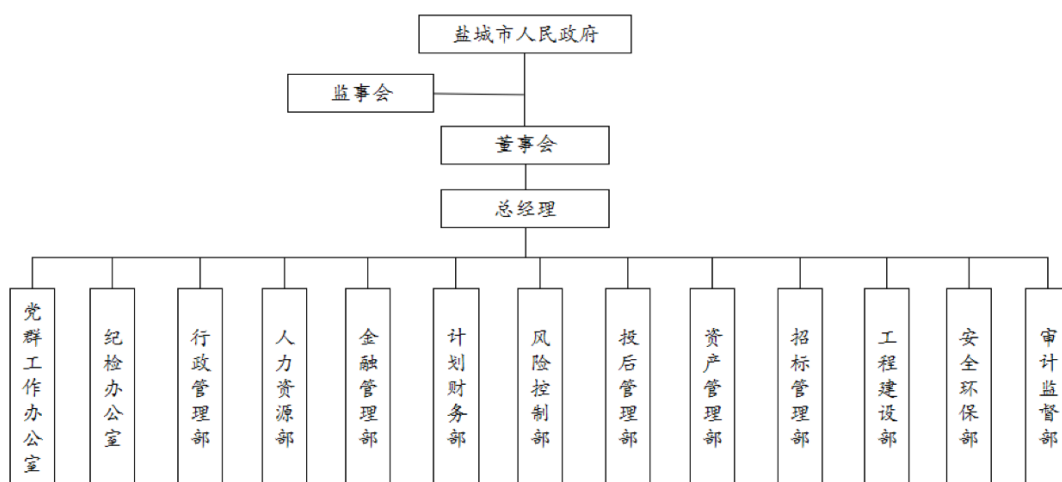 盐城市人民政府
监事会
董事会
总经理
党群工作办公室
纪检办公室
行政管理部
人力资源部
金融管理部
计划财务部
风险控制部
投后管理部
资产管理部
招标管理部
工程建设部
安全环保部
审计监督部